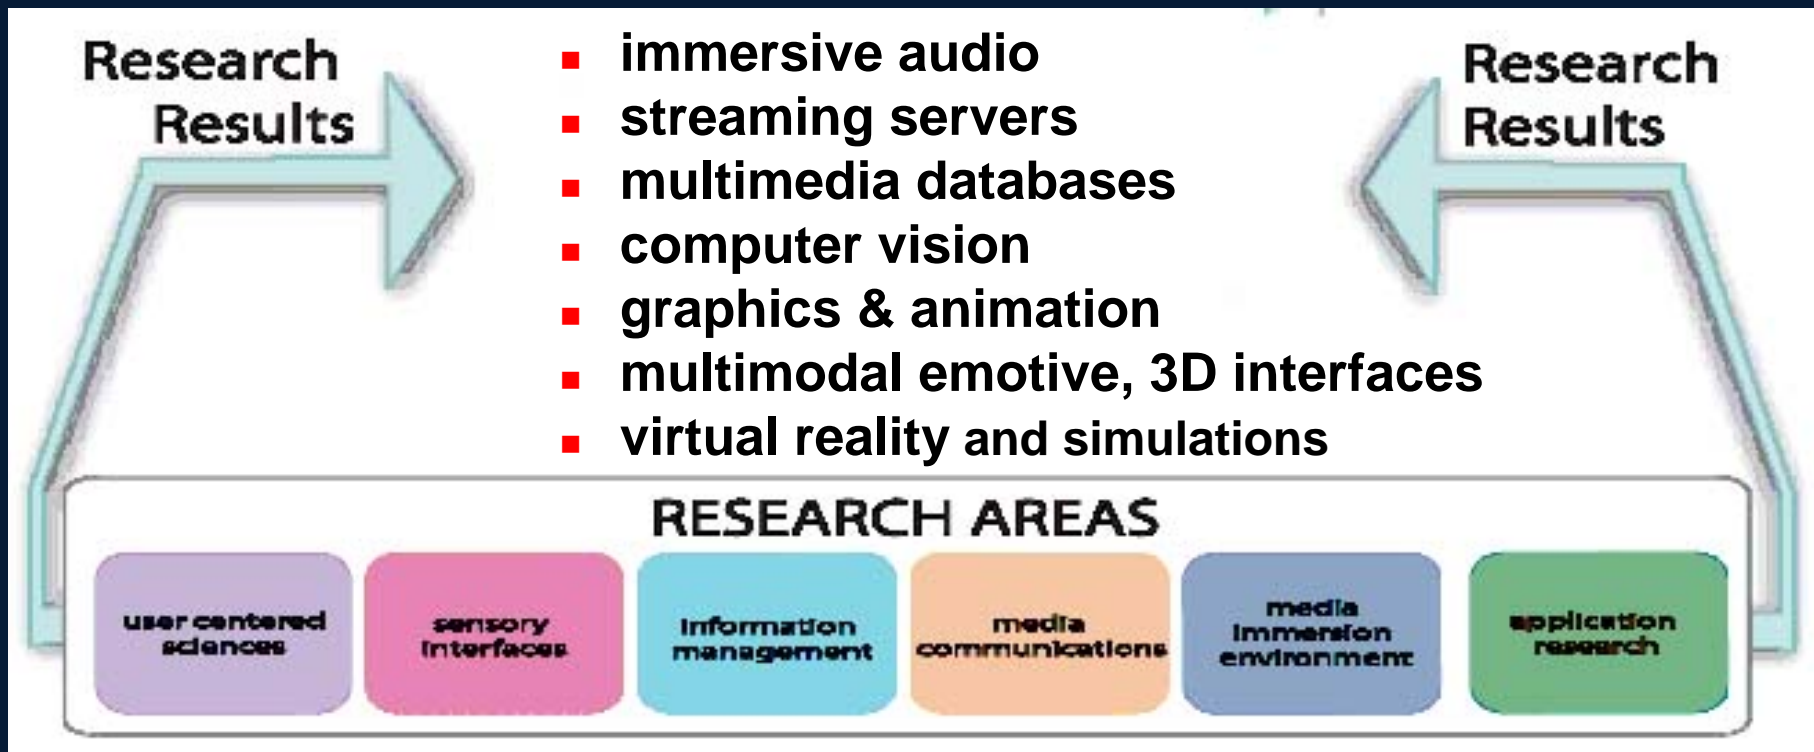 Research
Results
immersive audio
streaming servers
multimedia databases
computer vision
graphics & animation
multimodal emotive, 3D interfaces
virtual reality and simulations
Research
Results
RESEARCH AREAS
user centered
sciences
sensory
interfaces
information
management
media
communications
media
immersion
environment
application
research